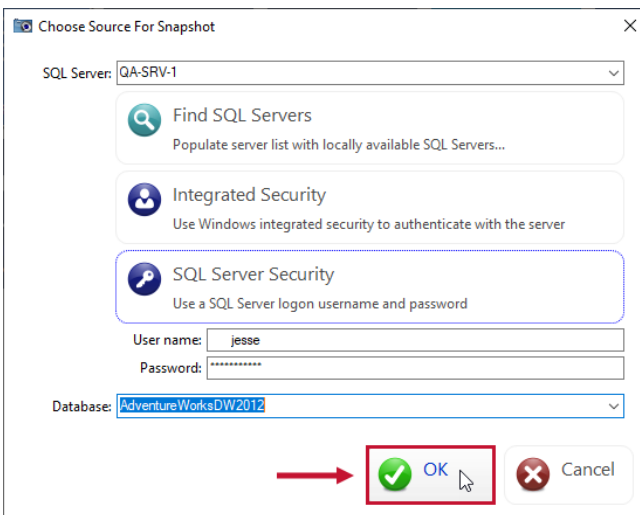 Choose Source For Snapshot
SQL Server: QA-SRV-1
Find SQL Servers
Populate server list with locally available SQL Servers...
Integrated Security
Use Windows integrated security to authenticate with the server
SQL Server Security
Use a SQL Server logon username and password
User name: jesse
Password: ***********
Database: AdventureWorksDW2012
OK Cancel